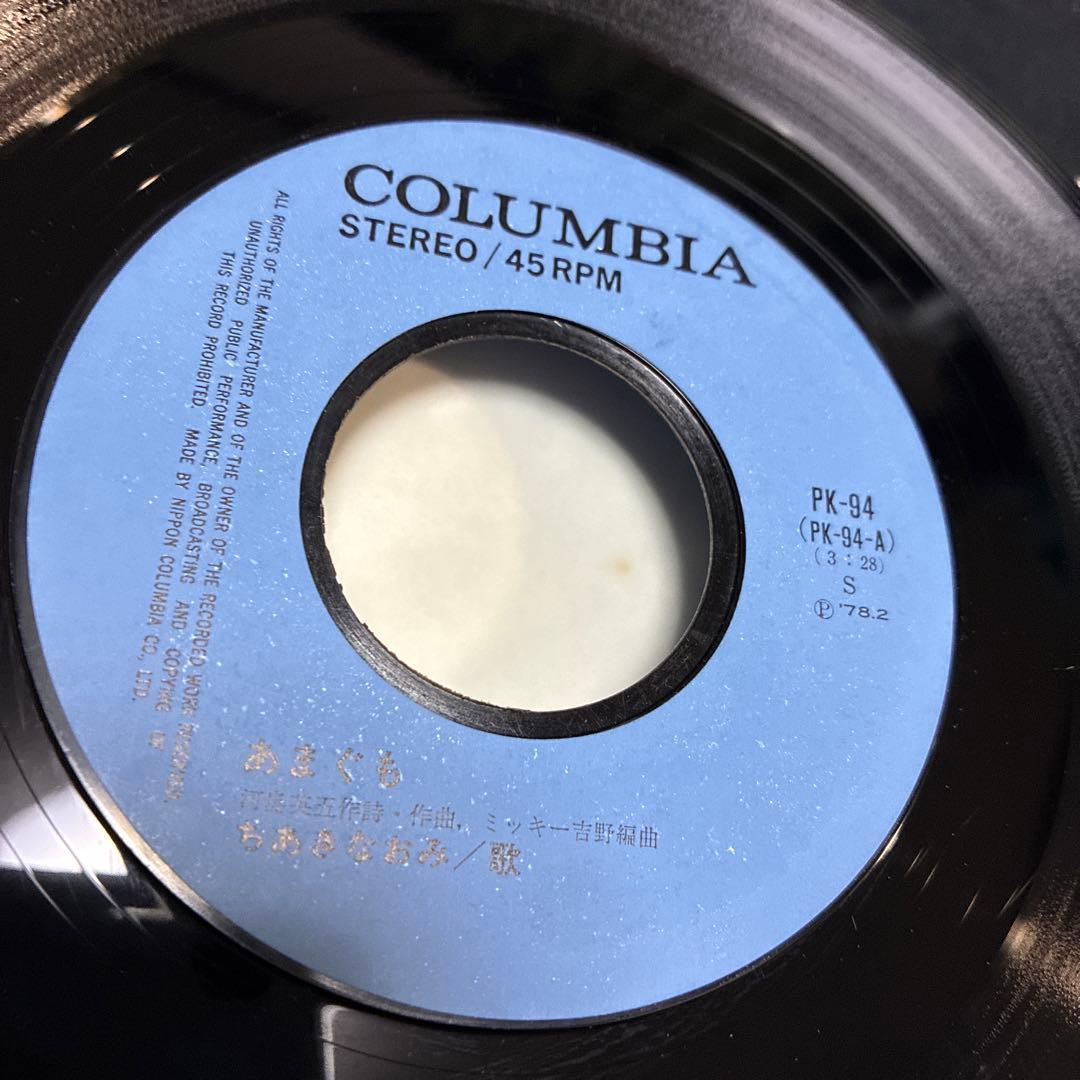 COLUMBIA
STEREO/45RPM
ALL RIGHTS OF THE MANUFACTURER AND OF THE OWNER OF THE RECORDED WORK RESERVED.
UNAUTHORIZED PUBLIC PERFORMANCE, BROADCASTING AND COPYING OF
THIS RECORD PROHIBITED. MADE BY NIPPON COLUMBIA CO., LTD.
PK-94
(PK-94-A)
(3:28)
S
Ⓟ'78.2
あまぐも
河島英五作詩・作曲, ミッキー吉野編曲
ちあきなおみ/歌